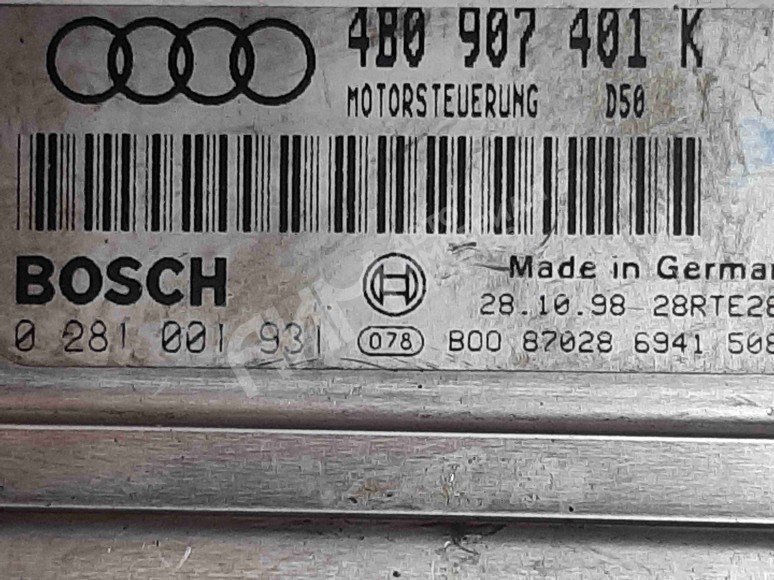 4B0 907 401 K
MOTORSTEUERUNG D50
BOSCH
Made in German
28.10.98 28RTE28
0 281 001 931 078 B00 87028 6941 508